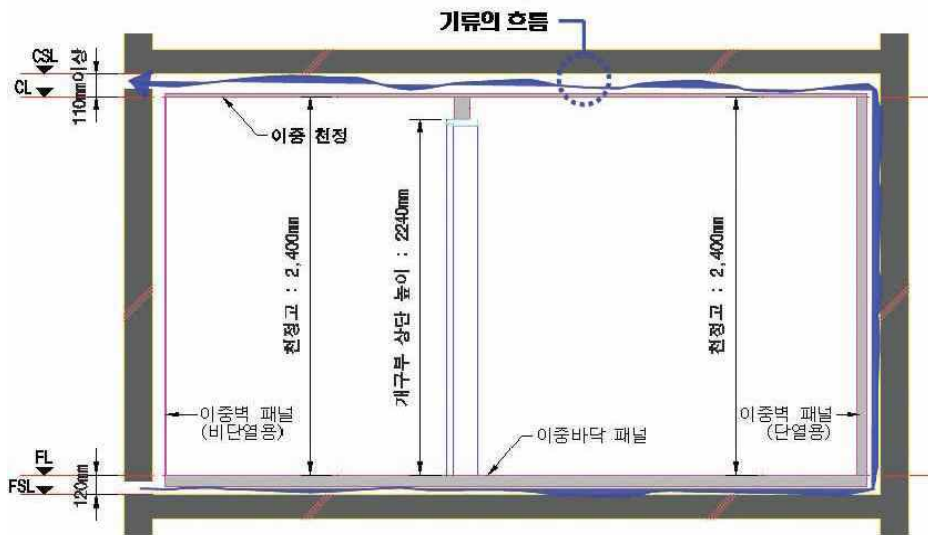 기류의 흐름
CL
110mm이상
이중 천정
천정고 : 2,400mm
개구부 상단 높이 : 2240mm
천정고 : 2,400mm
이중벽 패널
(비단열용)
이중바닥 패널
이중벽 패널
(단열용)
FL
FSL
120mm